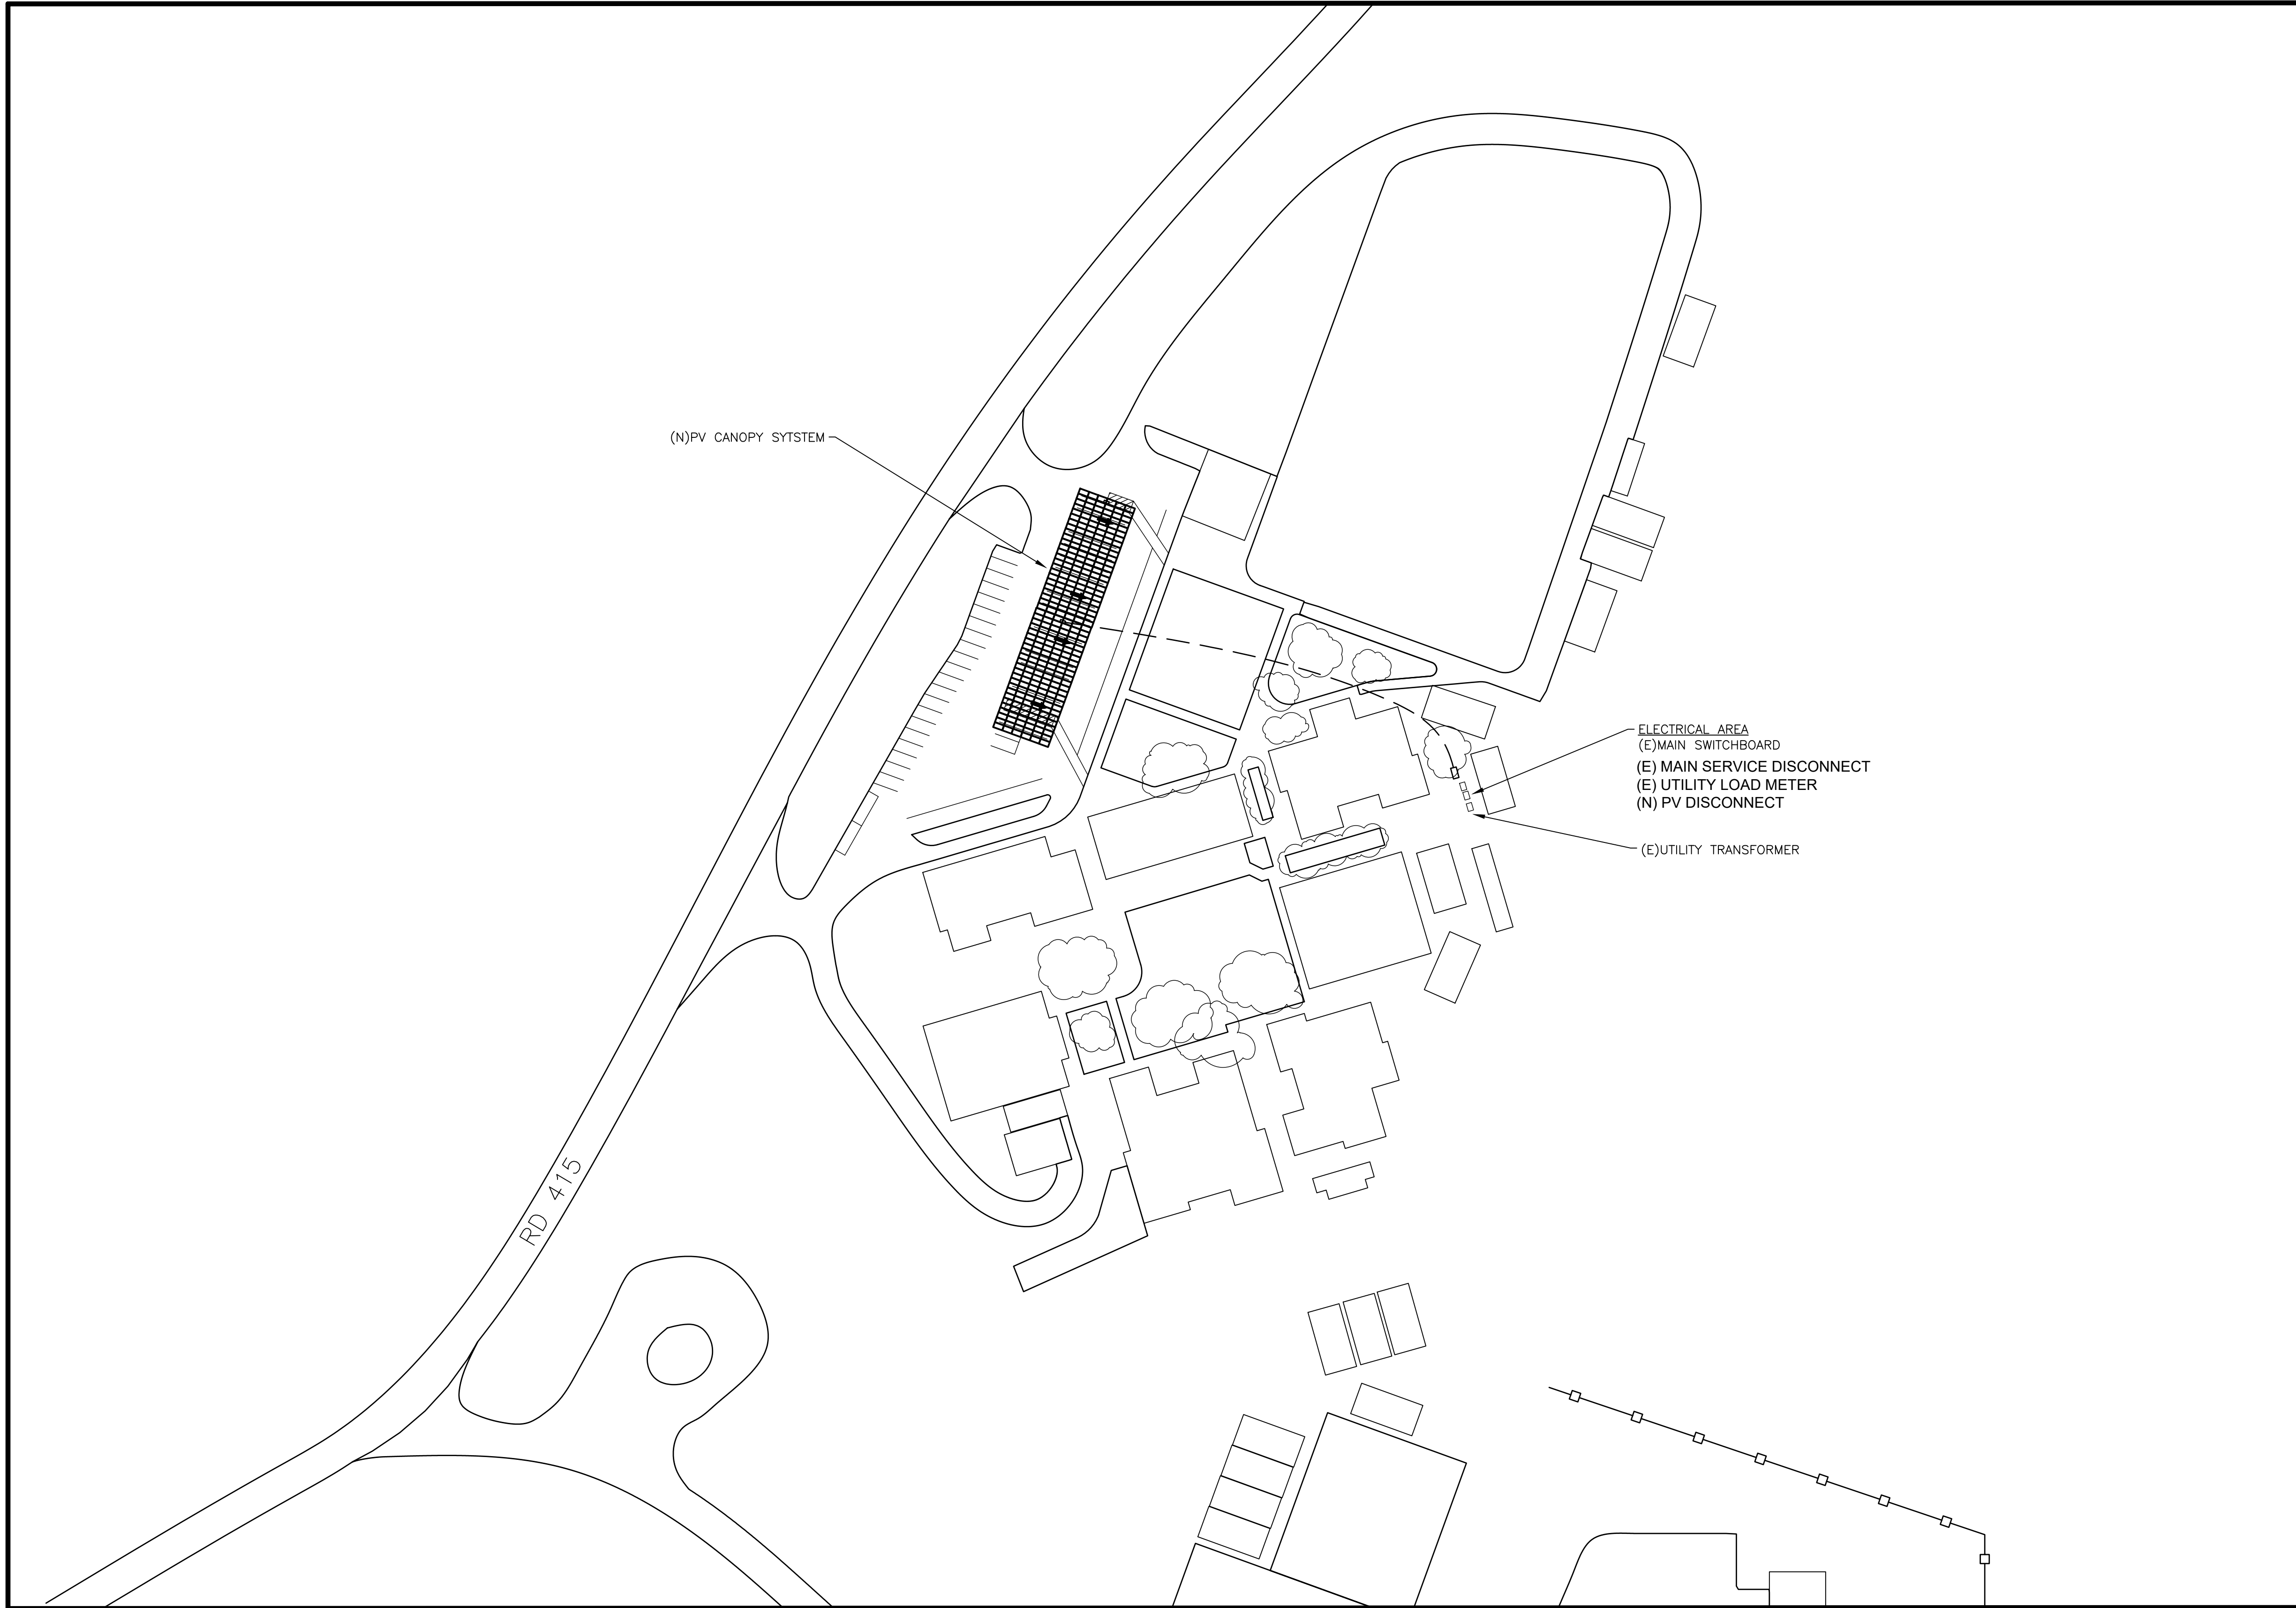 (N)PV CANOPY SYTSTEM
ELECTRICAL AREA
(E)MAIN SWITCHBOARD
(E) MAIN SERVICE DISCONNECT
(E) UTILITY LOAD METER
(N) PV DISCONNECT
(E)UTILITY TRANSFORMER
RD 415